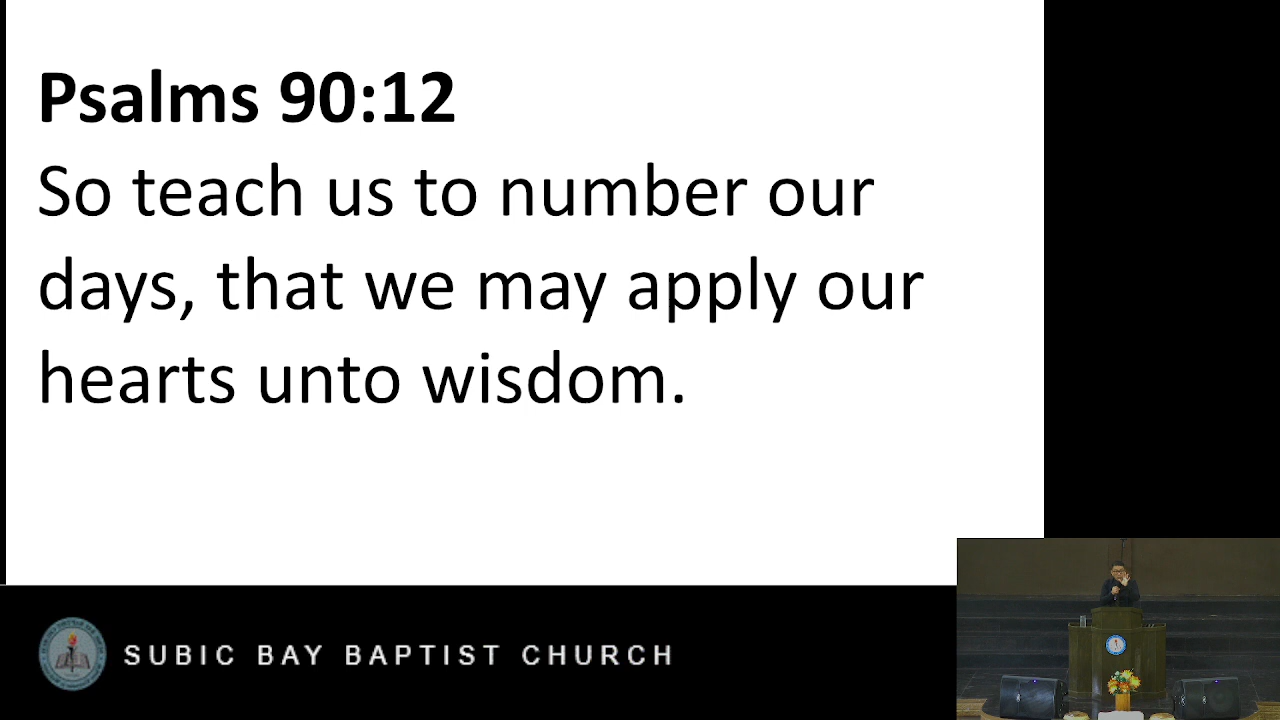 Psalms 90:12
So teach us to number our
days, that we may apply our
hearts unto wisdom.
SUBIC BAY BAPTIST CHURCH